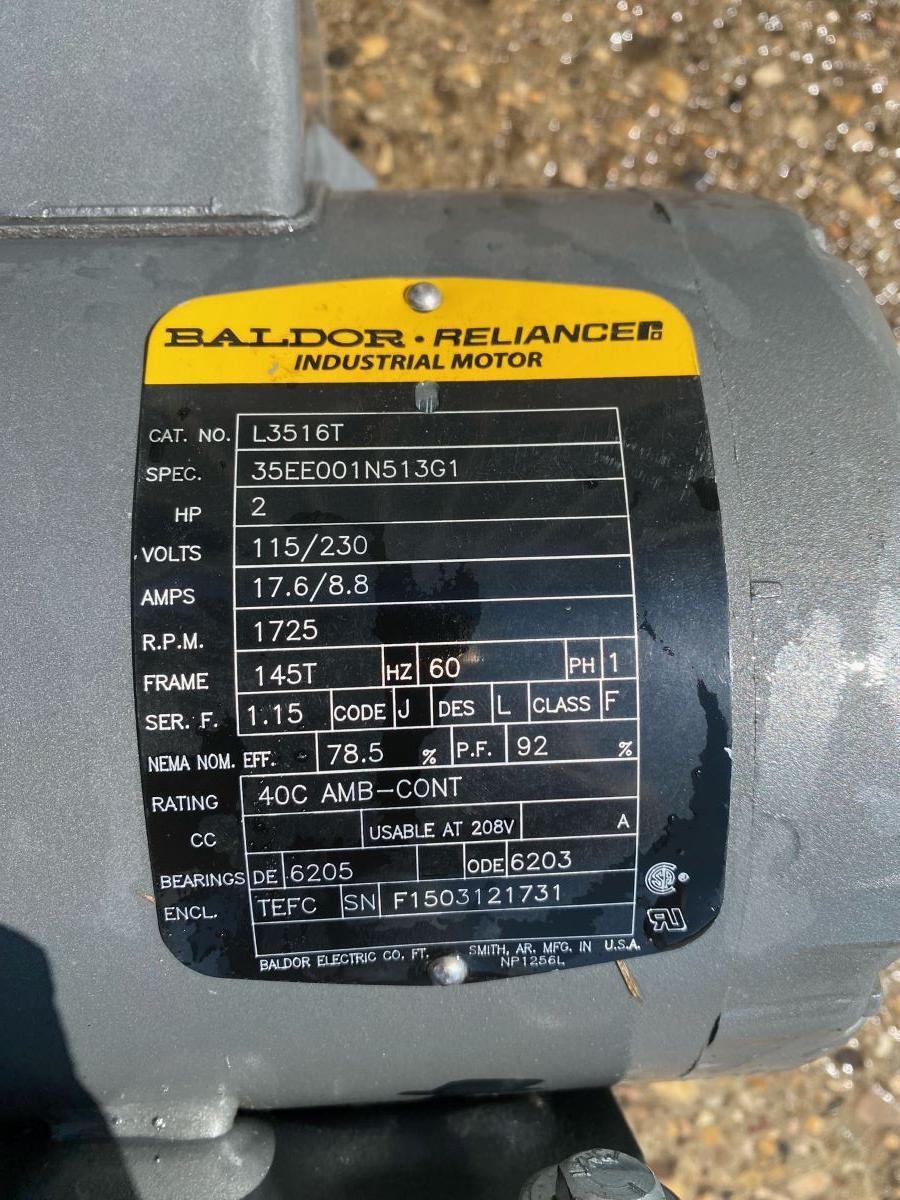 BALDOR · RELIANCE
INDUSTRIAL MOTOR
CAT. NO. L3516T
SPEC. 35EE001N513G1
HP 2
VOLTS 115/230
AMPS 17.6/8.8
R.P.M. 1725
FRAME 145T HZ 60 PH 1
SER. F. 1.15 CODE J DES L CLASS F
NEMA NOM. EFF. 78.5 % P.F. 92 %
RATING 40C AMB-CONT
CC USABLE AT 208V A
BEARINGS DE 6205 ODE 6203
ENCL. TEFC SN F1503121731
BALDOR ELECTRIC CO. FT. SMITH, AR. MFG. IN U.S.A.
NP1256L